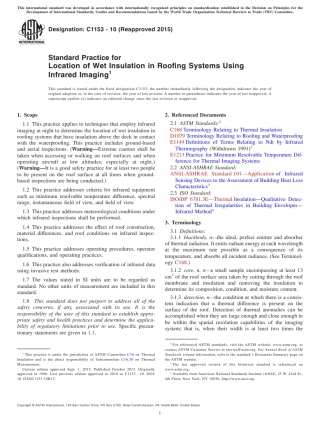 This international standard was developed in accordance with internationally recognized principles on standardization established in the Decision on Principles for the
Development of International Standards, Guides and Recommendations issued by the World Trade Organization Technical Barriers to Trade (TBT) Committee.
Designation: C1153 – 10 (Reapproved 2015)
Standard Practice for
Location of Wet Insulation in Roofing Systems Using
Infrared Imaging1
This standard is issued under the fixed designation C1153; the number immediately following the designation indicates the year of
original adoption or, in the case of revision, the year of last revision. A number in parentheses indicates the year of last reapproval. A
superscript epsilon (ε) indicates an editorial change since the last revision or reapproval.
1. Scope
1.1 This practice applies to techniques that employ infrared
imaging at night to determine the location of wet insulation in
roofing systems that have insulation above the deck in contact
with the waterproofing. This practice includes ground-based
and aerial inspections. (Warning—Extreme caution shall be
taken when accessing or walking on roof surfaces and when
operating aircraft at low altitudes, especially at night.)
(Warning—It is a good safety practice for at least two people
to be present on the roof surface at all times when ground-
based inspections are being conducted.)
1.2 This practice addresses criteria for infrared equipment
such as minimum resolvable temperature difference, spectral
range, instantaneous field of view, and field of view.
1.3 This practice addresses meteorological conditions under
which infrared inspections shall be performed.
1.4 This practice addresses the effect of roof construction,
material differences, and roof conditions on infrared inspec-
tions.
1.5 This practice addresses operating procedures, operator
qualifications, and operating practices.
1.6 This practice also addresses verification of infrared data
using invasive test methods.
1.7 The values stated in SI units are to be regarded as
standard. No other units of measurement are included in this
standard.
1.8 This standard does not purport to address all of the
safety concerns, if any, associated with its use. It is the
responsibility of the user of this standard to establish appro-
priate safety and health practices and determine the applica-
bility of regulatory limitations prior to use. Specific precau-
tionary statements are given in 1.1.
1 This practice is under the jurisdiction of ASTM Committee C16 on Thermal
Insulation and is the direct responsibility of Subcommittee C16.30 on Thermal
Measurement.
Current edition approved Sept. 1, 2015. Published October 2015. Originally
approved in 1990. Last previous edition approved in 2010 as C1153 – 10. DOI:
10.1520/C1153-10R15.
2. Referenced Documents
2.1 ASTM Standards:2
C168 Terminology Relating to Thermal Insulation
D1079 Terminology Relating to Roofing and Waterproofing
E1149 Definitions of Terms Relating to Ndt by Infrared
Thermography (Withdrawn 1991)3
E1213 Practice for Minimum Resolvable Temperature Dif-
ference for Thermal Imaging Systems
2.2 ANSI-ASHRAE Standard:
ANSI-ASHRAE Standard 101—Application of Infrared
Sensing Devices to the Assessment of Building Heat Loss
Characteristics4
2.3 ISO Standard:
ISO/DP 6781.3E—Thermal Insulation—Qualitative Detec-
tion of Thermal Irregularities in Building Envelopes—
Infrared Method4
3. Terminology
3.1 Definitions:
3.1.1 blackbody, n—the ideal, perfect emitter and absorber
of thermal radiation. It emits radiant energy at each wavelength
at the maximum rate possible as a consequence of its
temperature, and absorbs all incident radiance. (See Terminol-
ogy C168.)
3.1.2 core, n—a small sample encompassing at least 13
cm2 of the roof surface area taken by cutting through the roof
membrane and insulation and removing the insulation to
determine its composition, condition, and moisture content.
3.1.3 detection, n—the condition at which there is a consis-
tent indication that a thermal difference is present on the
surface of the roof. Detection of thermal anomalies can be
accomplished when they are large enough and close enough to
be within the spatial resolution capabilities of the imaging
system; that is, when their width is at least two times the
2 For referenced ASTM standards, visit the ASTM website, www.astm.org, or
contact ASTM Customer Service at service@astm.org. For Annual Book of ASTM
Standards volume information, refer to the standard's Document Summary page on
the ASTM website.
3 The last approved version of this historical standard is referenced on
www.astm.org.
4 Available from American National Standards Institute (ANSI), 25 W. 43rd St.,
4th Floor, New York, NY 10036, http://www.ansi.org.
Copyright © ASTM International, 100 Barr Harbor Drive, PO Box C700, West Conshohocken, PA 19428-2959. United States
1